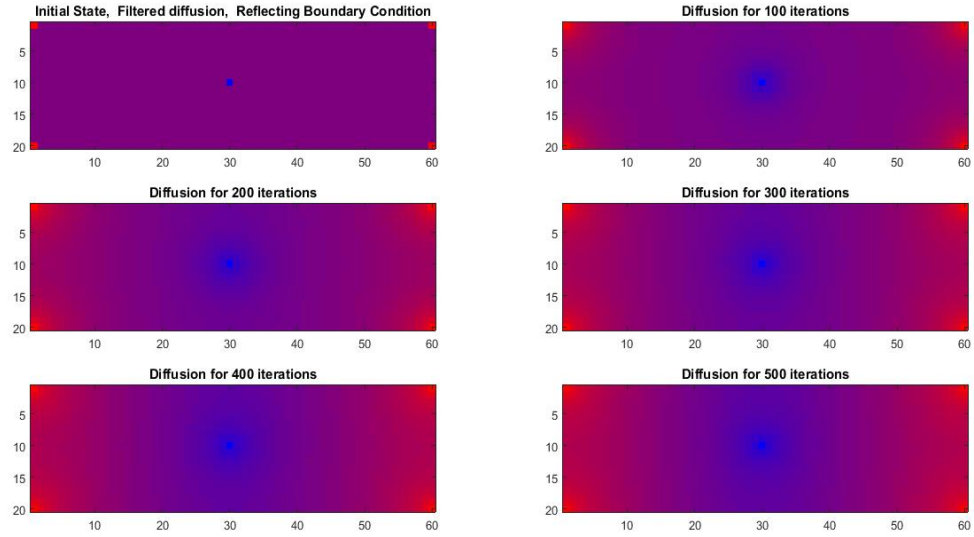 Initial State,  Filtered diffusion,  Reflecting Boundary Condition
5
10
15
20
10 20 30 40 50 60
Diffusion for 100 iterations
5
10
15
20
10 20 30 40 50 60
Diffusion for 200 iterations
5
10
15
20
10 20 30 40 50 60
Diffusion for 300 iterations
5
10
15
20
10 20 30 40 50 60
Diffusion for 400 iterations
5
10
15
20
10 20 30 40 50 60
Diffusion for 500 iterations
5
10
15
20
10 20 30 40 50 60